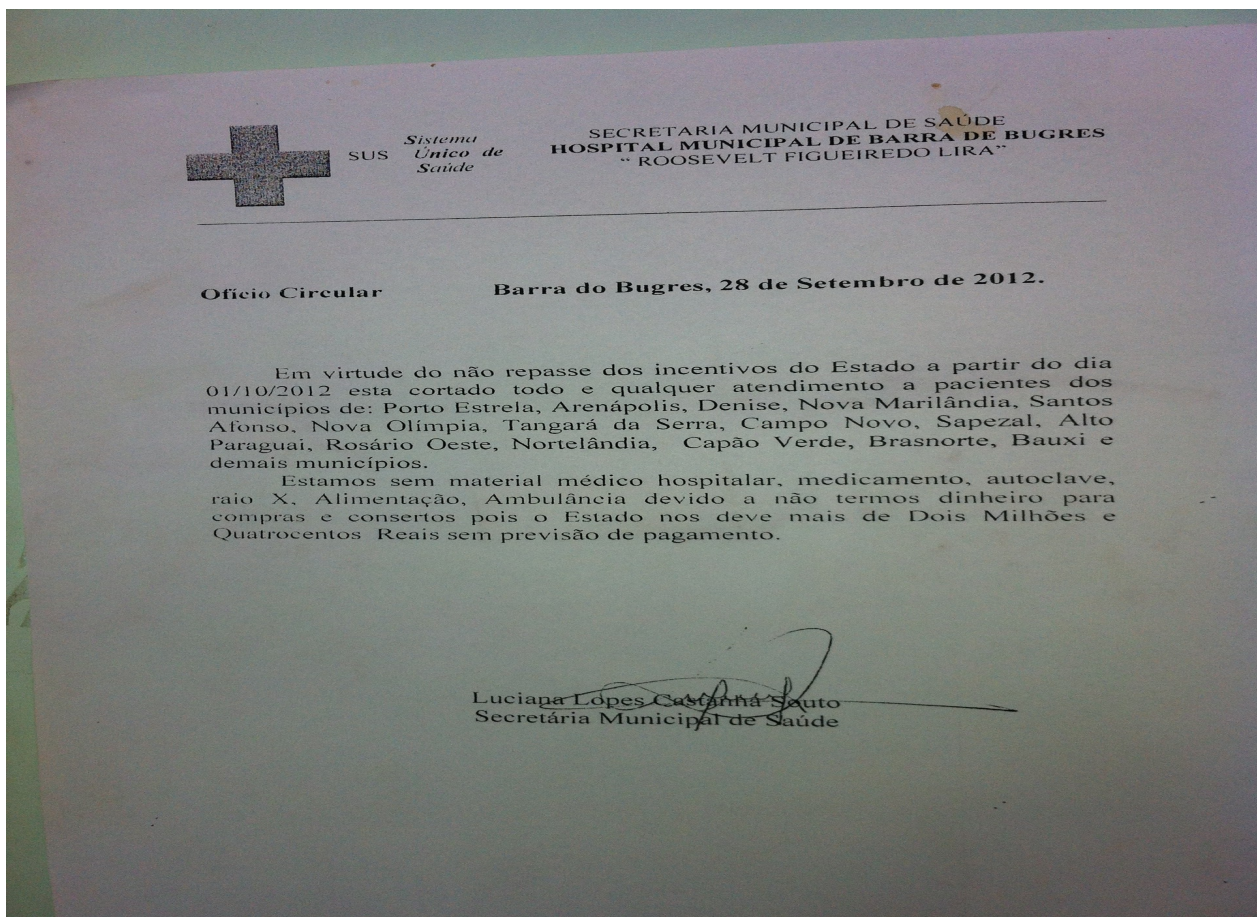 SUS
Sistema
Único de
Saúde
SECRETARIA MUNICIPAL DE SAÚDE
HOSPITAL MUNICIPAL DE BARRA DE BUGRES
“ ROOSEVELT FIGUEIREDO LIRA”
Ofício Circular Barra do Bugres, 28 de Setembro de 2012.
Em virtude do não repasse dos incentivos do Estado a partir do dia
01/10/2012 esta cortado todo e qualquer atendimento a pacientes dos
municípios de: Porto Estrela, Arenápolis, Denise, Nova Marilândia, Santos
Afonso, Nova Olímpia, Tangará da Serra, Campo Novo, Sapezal, Alto
Paraguai, Rosário Oeste, Nortelândia, Capão Verde, Brasnorte, Bauxi e
demais municípios.
Estamos sem material médico hospitalar, medicamento, autoclave,
raio X, Alimentação, Ambulância devido a não termos dinheiro para
compras e consertos pois o Estado nos deve mais de Dois Milhões e
Quatrocentos Reais sem previsão de pagamento.
Luciana Lopes Castanha Souto
Secretária Municipal de Saúde